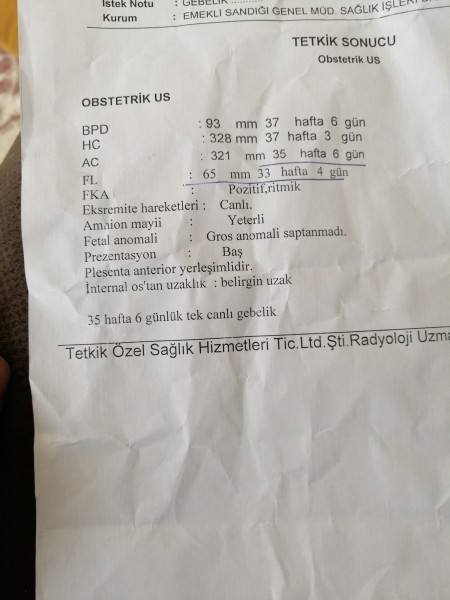 İstek Notu : GEBELİK
Kurum : EMEKLİ SANDIĞI GENEL MÜD. SAĞLIK İŞLERİ
TETKİK SONUCU
Obstetrik US
OBSTETRİK US
BPD : 93 mm 37 hafta 6 gün
HC : 328 mm 37 hafta 3 gün
AC : 321 mm 35 hafta 6 gün
FL : 65 mm 33 hafta 4 gün
FKA : Pozitif,ritmik
Eksremite hareketleri : Canlı.
Amaion mayii : Yeterli
Fetal anomali : Gros anomali saptanmadı.
Prezentasyon : Baş
Plesenta anterior yerleşimlidir.
İnternal os'tan uzaklık : belirgin uzak
35 hafta 6 günlük tek canlı gebelik
Tetkik Özel Sağlık Hizmetleri Tic.Ltd.Şti.Radyoloji Uzma